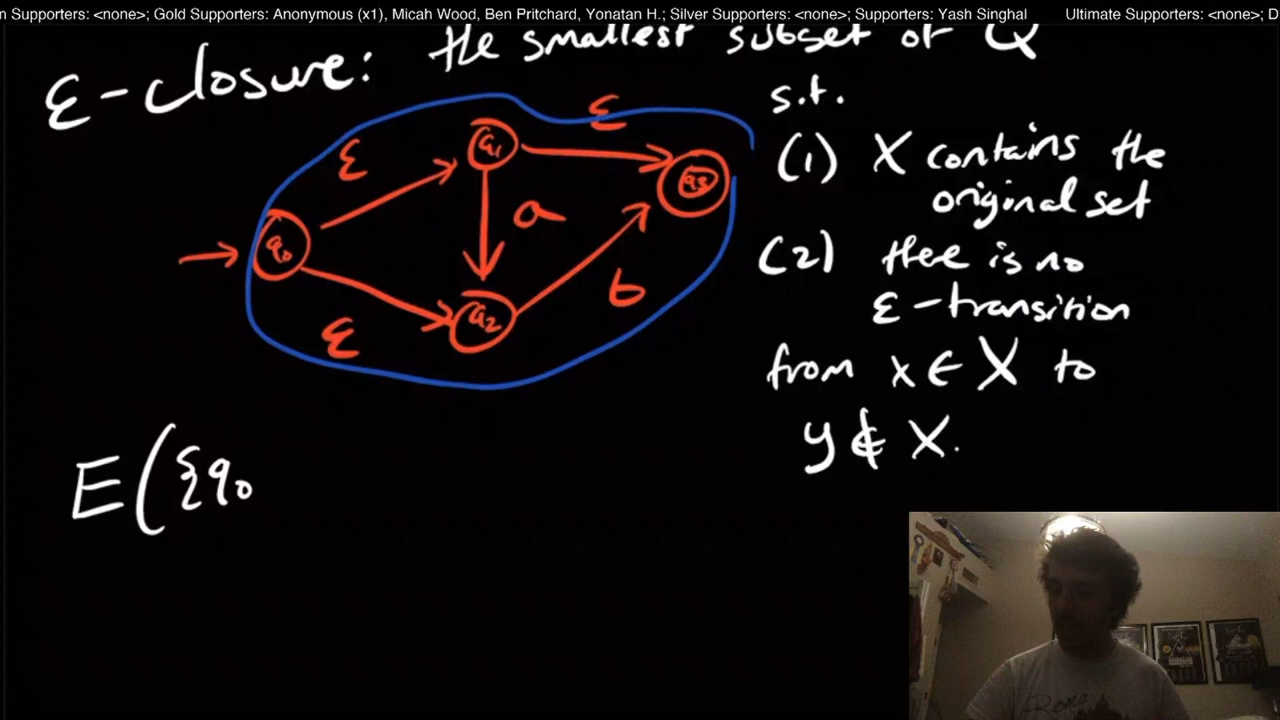 n Supporters: <none>; Gold Supporters: Anonymous (x1), Micah Wood, Ben Pritchard, Yonatan H.; Silver Supporters: <none>; Supporters: Yash Singhal Ultimate Supporters: <none>; D
ε-closure: the smallest subset of Q
s.t.
(1) X contains the
original set
(2) there is no
ε-transition
from x ∈ X to
y ∉ X.
ε
ε
q1
q3
a
q0
b
q2
ε
E({q0